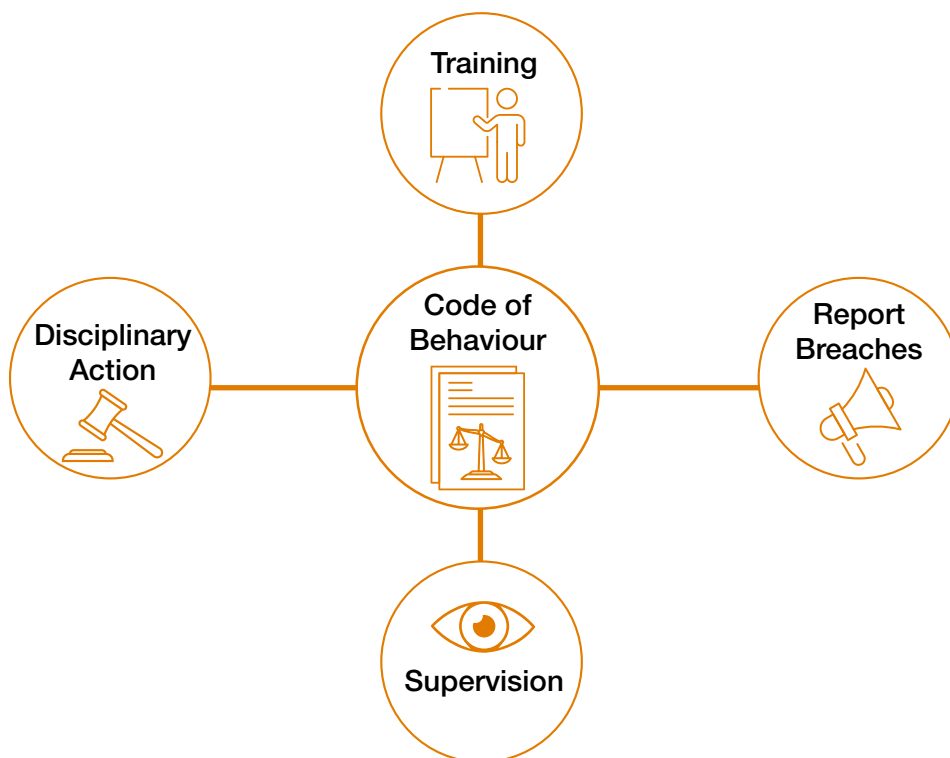 Training
Code of
Behaviour
Disciplinary
Action
Report
Breaches
Supervision